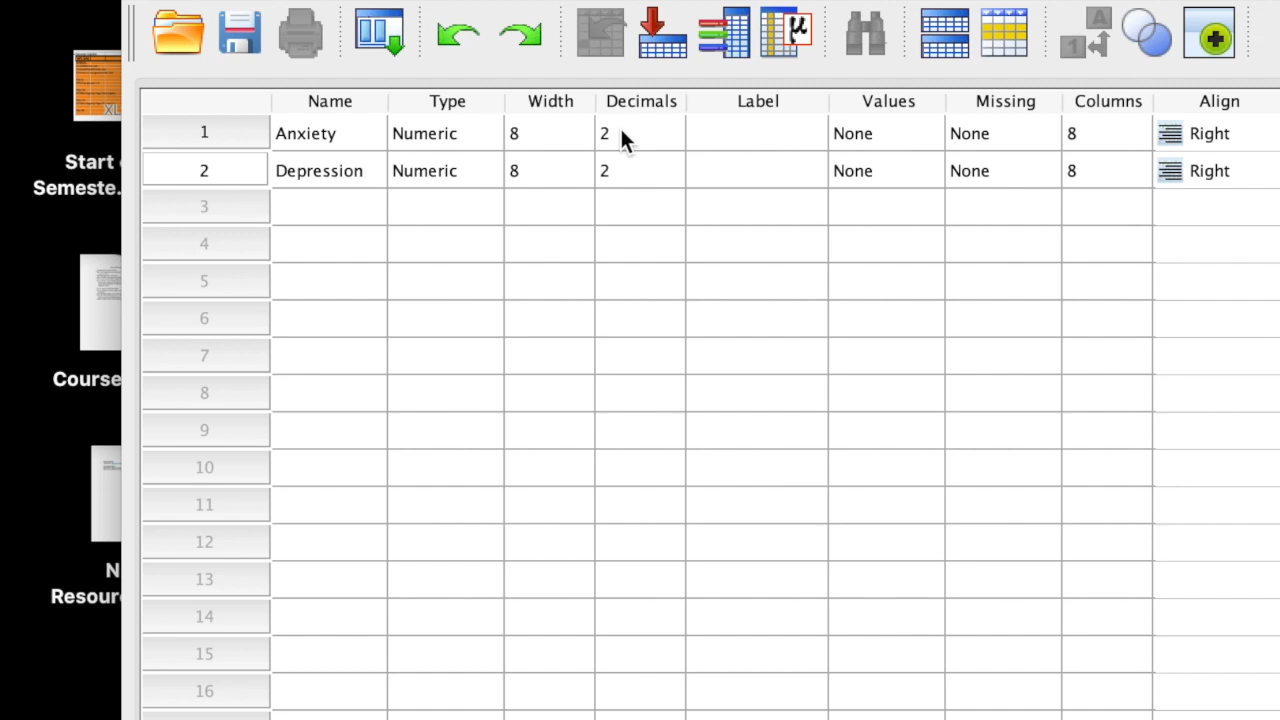 XL
Start
Semeste.
Course
N
Resour
A
1
μ
Name Type Width Decimals Label Values Missing Columns Align
1 Anxiety Numeric 8 2 None None 8 Right
2 Depression Numeric 8 2 None None 8 Right
3
4
5
6
7
8
9
10
11
12
13
14
15
16